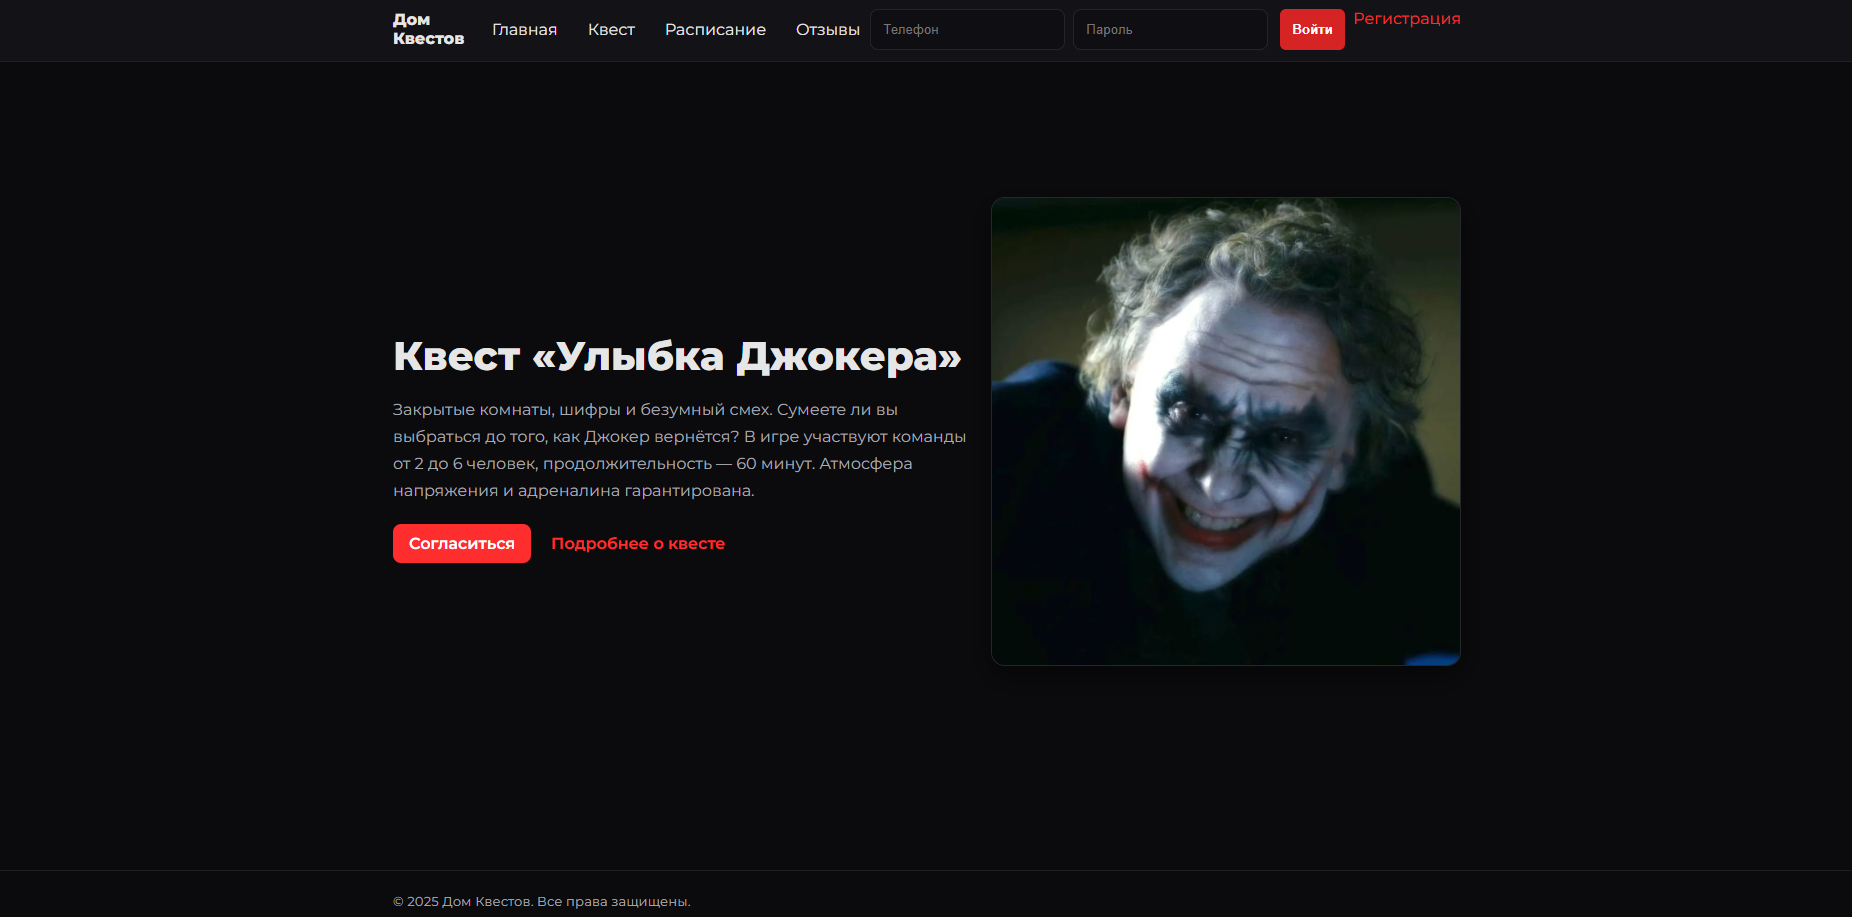 Дом
Квестов
Главная Квест Расписание Отзывы Телефон Пароль Войти Регистрация
Квест «Улыбка Джокера»
Закрытые комнаты, шифры и безумный смех. Сумеете ли вы
выбраться до того, как Джокер вернётся? В игре участвуют команды
от 2 до 6 человек, продолжительность — 60 минут. Атмосфера
напряжения и адреналина гарантирована.
Согласиться Подробнее о квесте
© 2025 Дом Квестов. Все права защищены.